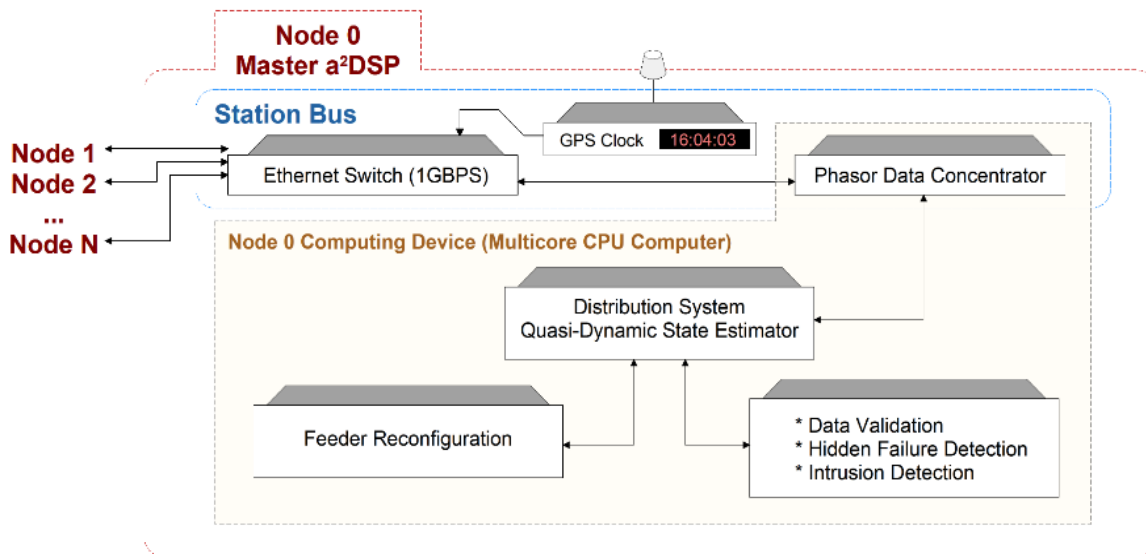 Node 0
Master a²DSP
Station Bus
GPS Clock 16:04:03
Node 1
Node 2
...
Node N
Ethernet Switch (1GBPS)
Phasor Data Concentrator
Node 0 Computing Device (Multicore CPU Computer)
Distribution System
Quasi-Dynamic State Estimator
Feeder Reconfiguration
* Data Validation
* Hidden Failure Detection
* Intrusion Detection